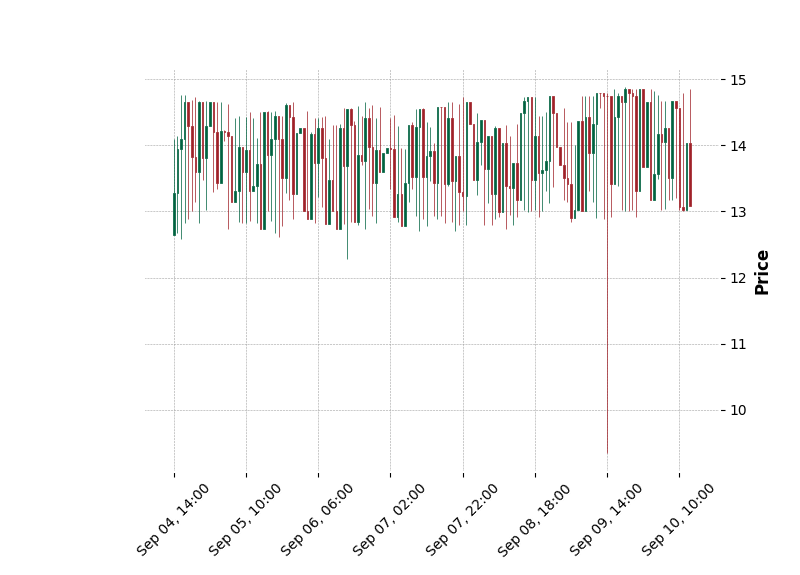 15
14
13
12
11
10
Price
Sep 04, 14:00
Sep 05, 10:00
Sep 06, 06:00
Sep 07, 02:00
Sep 07, 22:00
Sep 08, 18:00
Sep 09, 14:00
Sep 10, 10:00